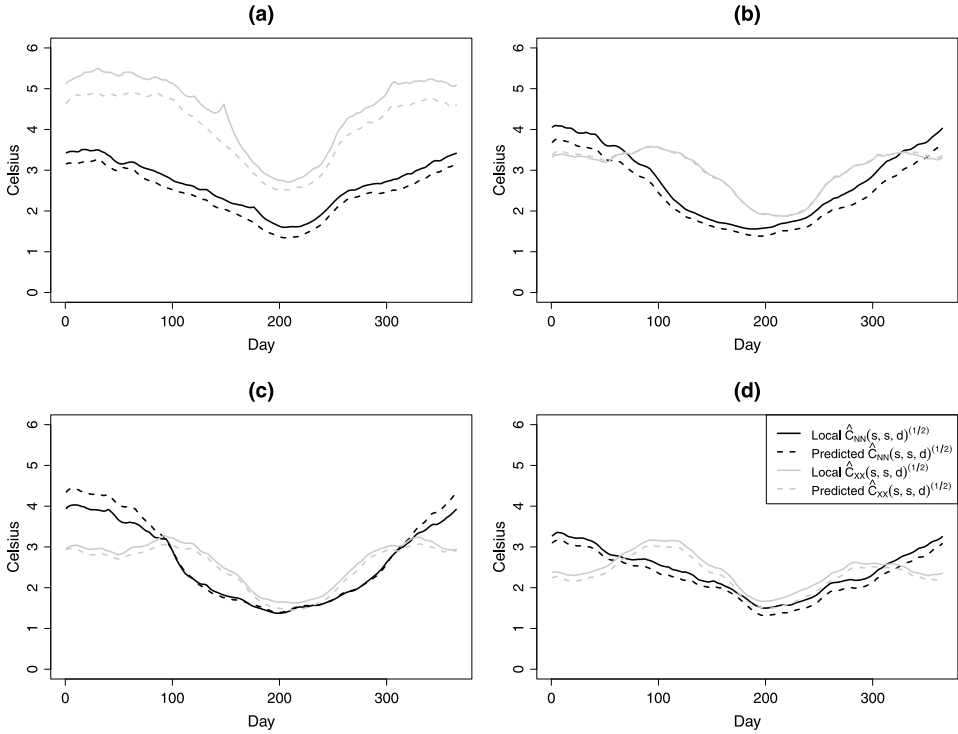 (a)
6
5
4
3
2
1
0
Celsius
0 100 200 300
Day
(b)
6
5
4
3
2
1
0
Celsius
0 100 200 300
Day
(c)
6
5
4
3
2
1
0
Celsius
0 100 200 300
Day
(d)
6
5
4
3
2
1
0
Celsius
0 100 200 300
Day
Local Ĉ_NN(s, s, d)^(1/2)
Predicted Ĉ_NN(s, s, d)^(1/2)
Local Ĉ_XX(s, s, d)^(1/2)
Predicted Ĉ_XX(s, s, d)^(1/2)